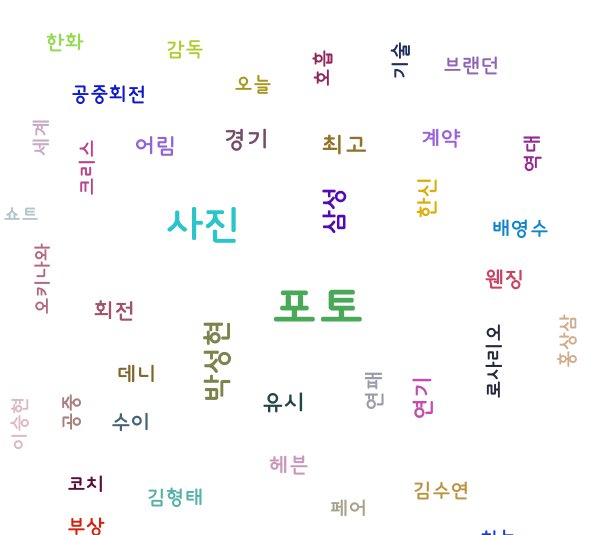 한화
감독
호흡
기술
브랜던
오늘
공중회전
세계
크리스
어림
경기
최고
계약
역대
쇼트
사진
삼성
한신
배영수
오키나와
회전
포토
웬징
박성현
로사리오
홍상삼
데니
연패
연기
이승현
공중
수이
유시
헤븐
코치
김형태
페어
김수연
부상